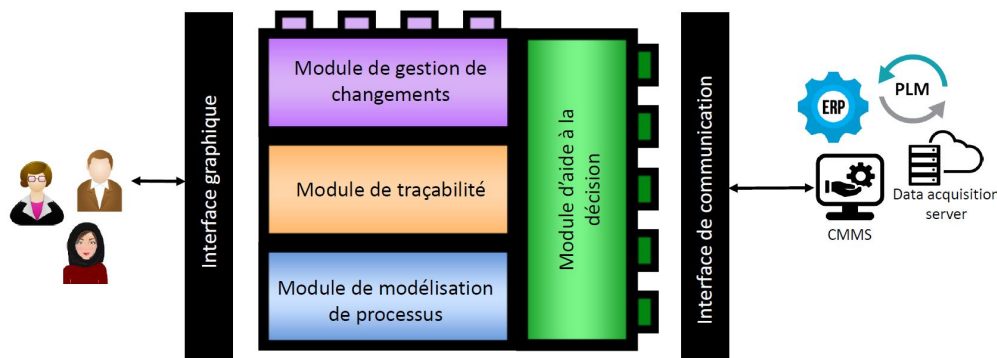 Interface graphique
Module de gestion de
changements
Module de traçabilité
Module de modélisation
de processus
Module d'aide à la
décision
Interface de communication
ERP
PLM
CMMS
Data acquisition
server